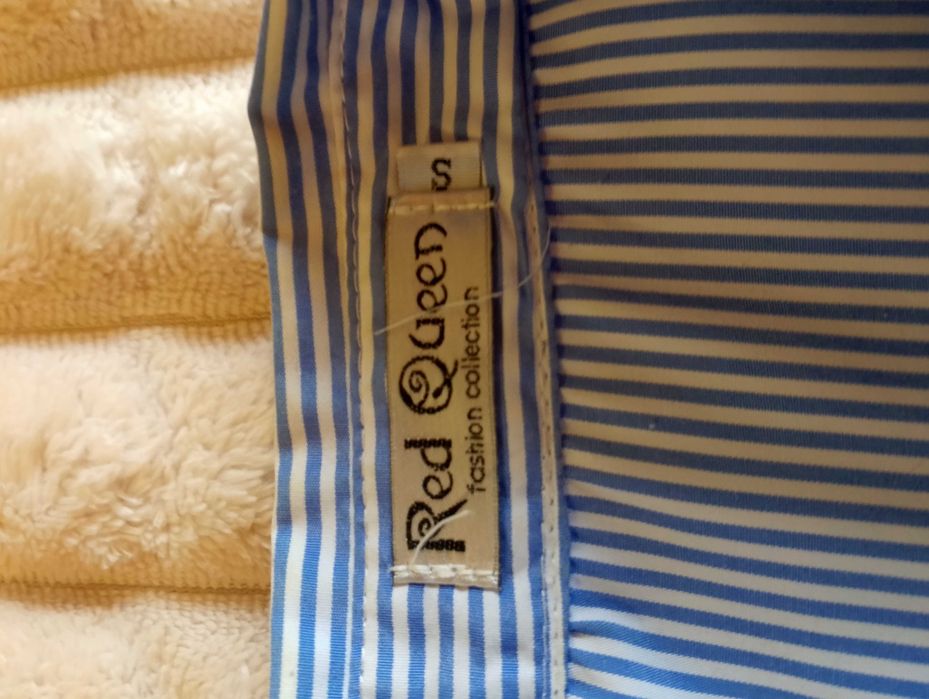 Red Queen
fashion collection
S